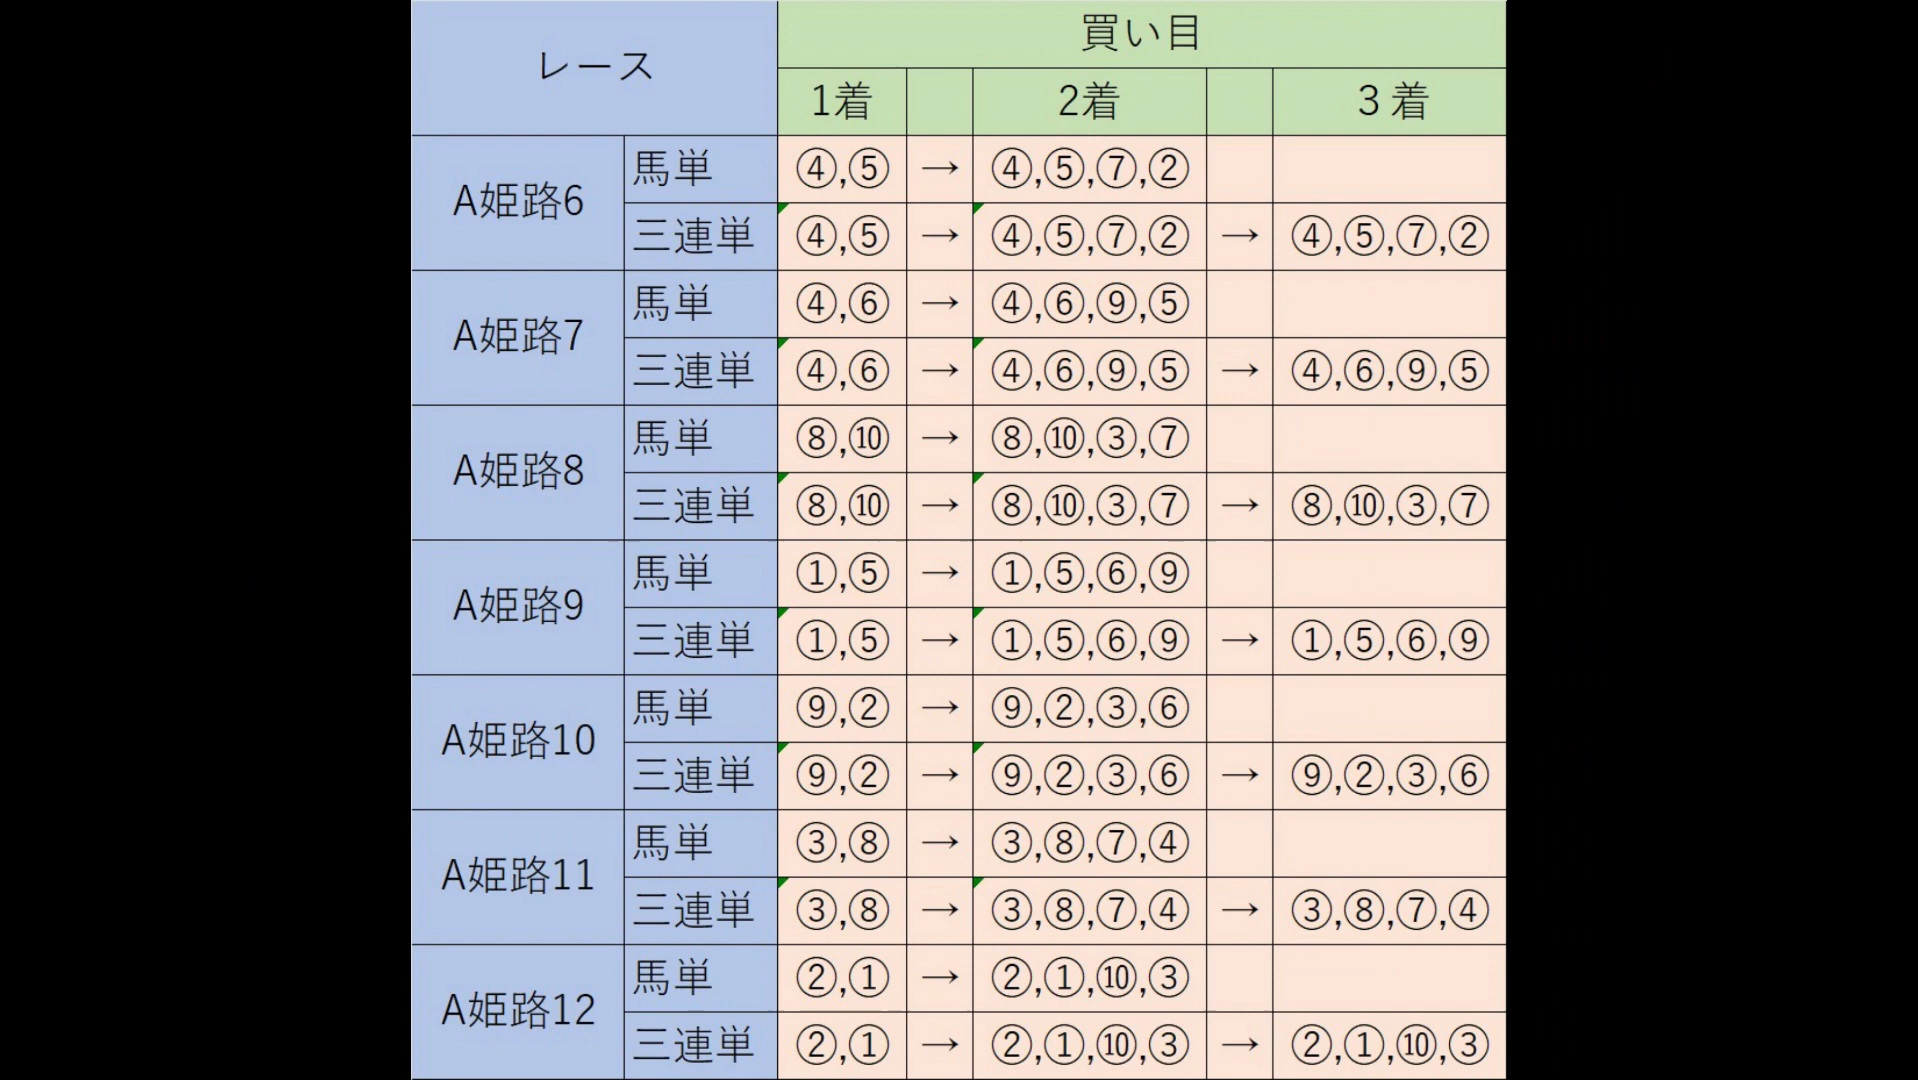 レース 買い目
1着 2着 3着
A姫路6 馬単 ④,⑤ → ④,⑤,⑦,②
三連単 ④,⑤ → ④,⑤,⑦,② → ④,⑤,⑦,②
A姫路7 馬単 ④,⑥ → ④,⑥,⑨,⑤
三連単 ④,⑥ → ④,⑥,⑨,⑤ → ④,⑥,⑨,⑤
A姫路8 馬単 ⑧,⑩ → ⑧,⑩,③,⑦
三連単 ⑧,⑩ → ⑧,⑩,③,⑦ → ⑧,⑩,③,⑦
A姫路9 馬単 ①,⑤ → ①,⑤,⑥,⑨
三連単 ①,⑤ → ①,⑤,⑥,⑨ → ①,⑤,⑥,⑨
A姫路10 馬単 ⑨,② → ⑨,②,③,⑥
三連単 ⑨,② → ⑨,②,③,⑥ → ⑨,②,③,⑥
A姫路11 馬単 ③,⑧ → ③,⑧,⑦,④
三連単 ③,⑧ → ③,⑧,⑦,④ → ③,⑧,⑦,④
A姫路12 馬単 ②,① → ②,①,⑩,③
三連単 ②,① → ②,①,⑩,③ → ②,①,⑩,③